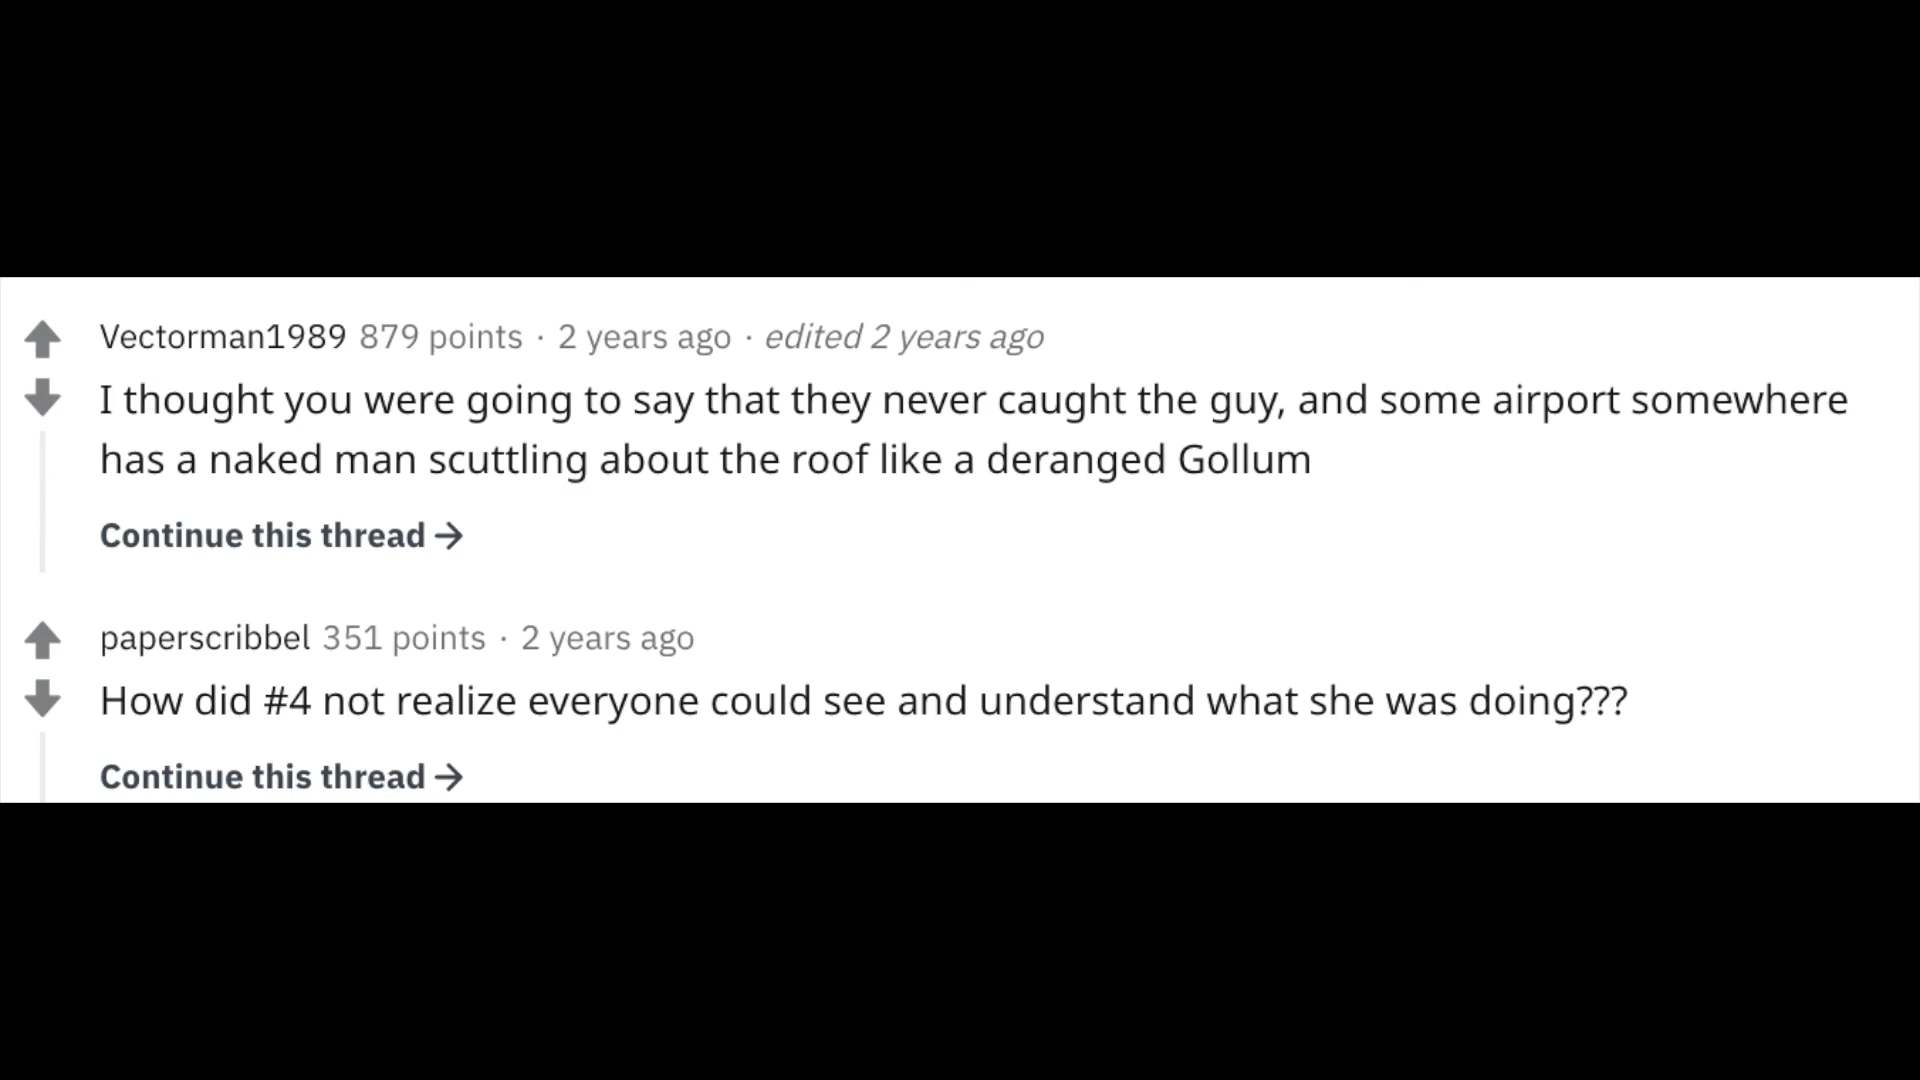 Vectorman1989 879 points · 2 years ago · edited 2 years ago
I thought you were going to say that they never caught the guy, and some airport somewhere
has a naked man scuttling about the roof like a deranged Gollum
Continue this thread →
paperscribbel 351 points · 2 years ago
How did #4 not realize everyone could see and understand what she was doing???
Continue this thread →